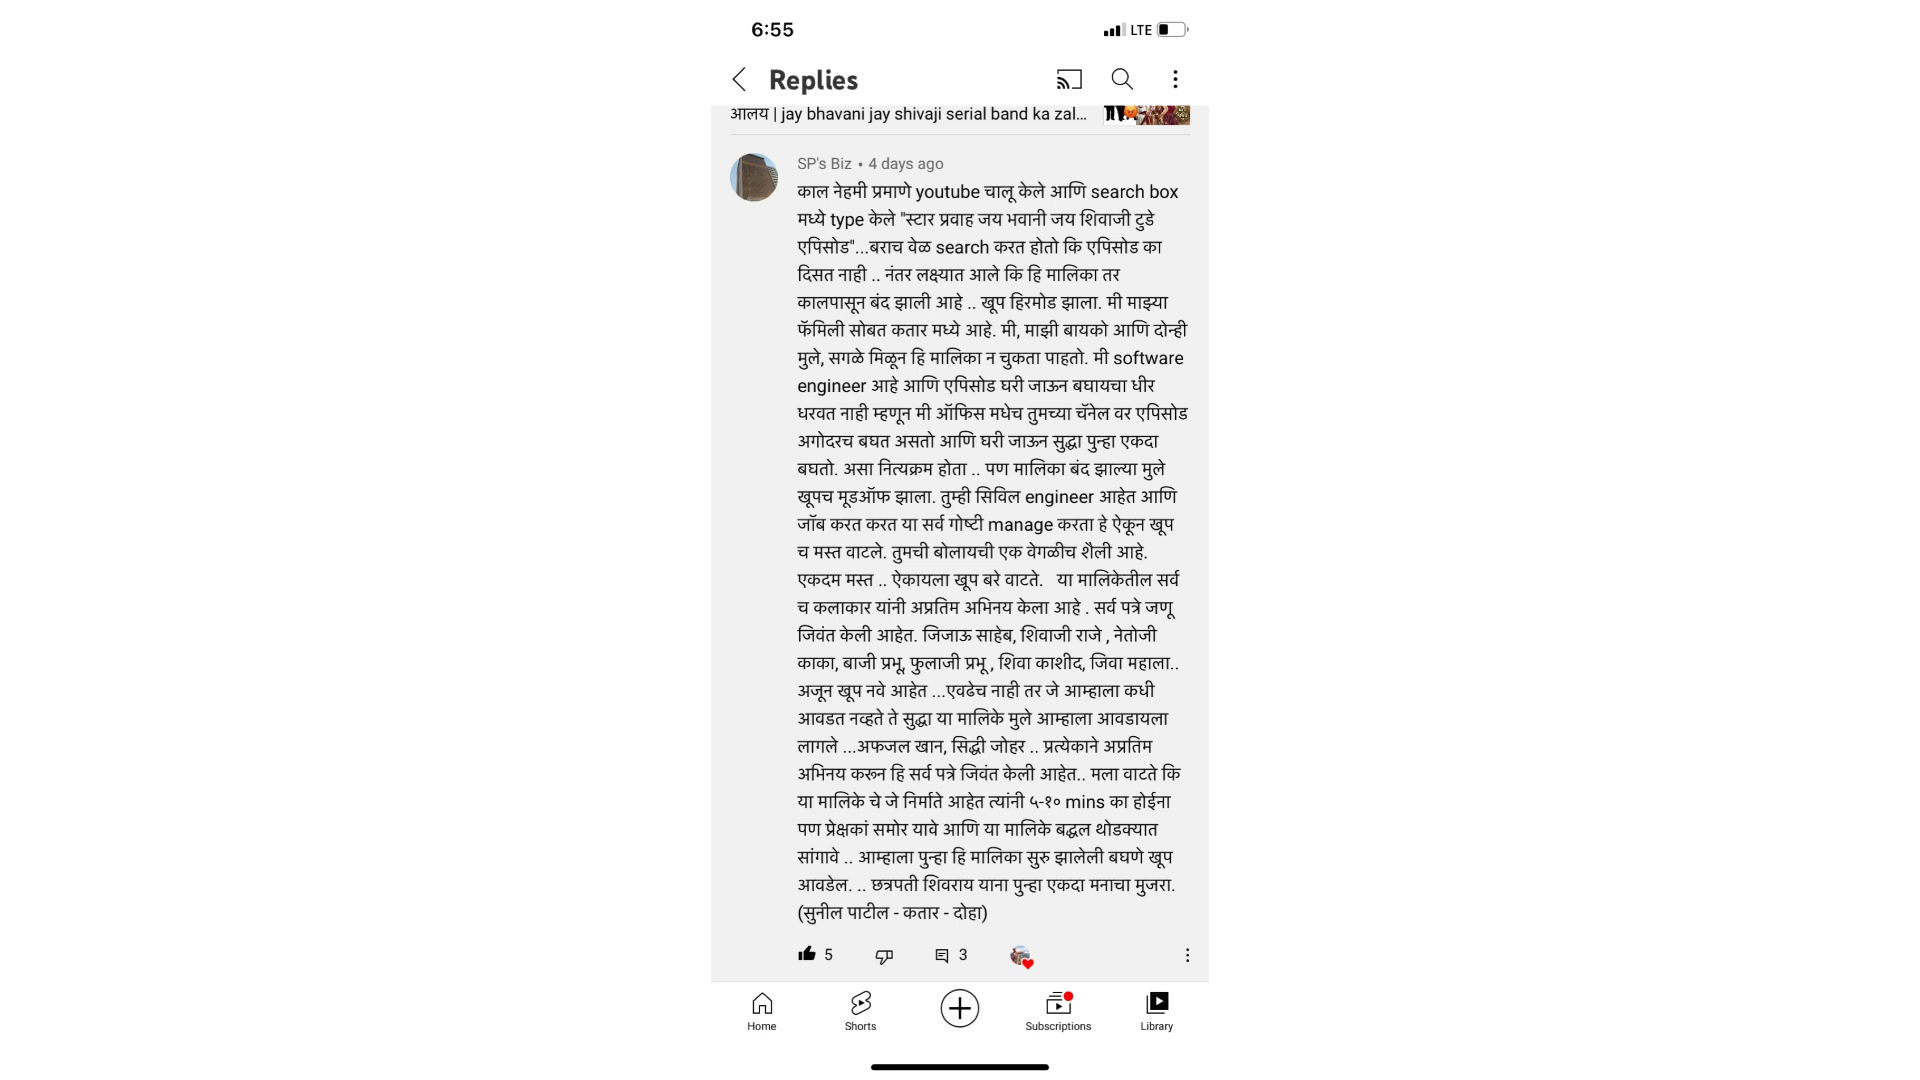 6:55
LTE
Replies
आलय | jay bhavani jay shivaji serial band ka zal...
SP's Biz • 4 days ago
काल नेहमी प्रमाणे youtube चालू केले आणि search box
मध्ये type केले "स्टार प्रवाह जय भवानी जय शिवाजी टुडे
एपिसोड"...बराच वेळ search करत होतो कि एपिसोड का
दिसत नाही .. नंतर लक्ष्यात आले कि हि मालिका तर
कालपासून बंद झाली आहे .. खूप हिरमोड झाला. मी माझ्या
फॅमिली सोबत कतार मध्ये आहे. मी, माझी बायको आणि दोन्ही
मुले, सगळे मिळून हि मालिका न चुकता पाहतो. मी software
engineer आहे आणि एपिसोड घरी जाऊन बघायचा धीर
धरवत नाही म्हणून मी ऑफिस मधेच तुमच्या चॅनेल वर एपिसोड
अगोदरच बघत असतो आणि घरी जाऊन सुद्धा पुन्हा एकदा
बघतो. असा नित्यक्रम होता .. पण मालिका बंद झाल्या मुले
खूपच मूडऑफ झाला. तुम्ही सिविल engineer आहेत आणि
जॉब करत करत या सर्व गोष्टी manage करता हे ऐकून खूप
च मस्त वाटले. तुमची बोलायची एक वेगळीच शैली आहे.
एकदम मस्त .. ऐकायला खूप बरे वाटते. या मालिकेतील सर्व
च कलाकार यांनी अप्रतिम अभिनय केला आहे . सर्व पत्रे जणू
जिवंत केली आहेत. जिजाऊ साहेब, शिवाजी राजे , नेतोजी
काका, बाजी प्रभू, फुलाजी प्रभू , शिवा काशीद, जिवा महाला..
अजून खूप नवे आहेत ...एवढेच नाही तर जे आम्हाला कधी
आवडत नव्हते ते सुद्धा या मालिके मुले आम्हाला आवडायला
लागले ...अफजल खान, सिद्धी जोहर .. प्रत्येकाने अप्रतिम
अभिनय करून हि सर्व पत्रे जिवंत केली आहेत.. मला वाटते कि
या मालिके चे जे निर्माते आहेत त्यांनी ५-१० mins का होईना
पण प्रेक्षकां समोर यावे आणि या मालिके बद्धल थोडक्यात
सांगावे .. आम्हाला पुन्हा हि मालिका सुरु झालेली बघणे खूप
आवडेल. .. छत्रपती शिवराय याना पुन्हा एकदा मनाचा मुजरा.
(सुनील पाटील - कतार - दोहा)
5 3
Home Shorts Subscriptions Library